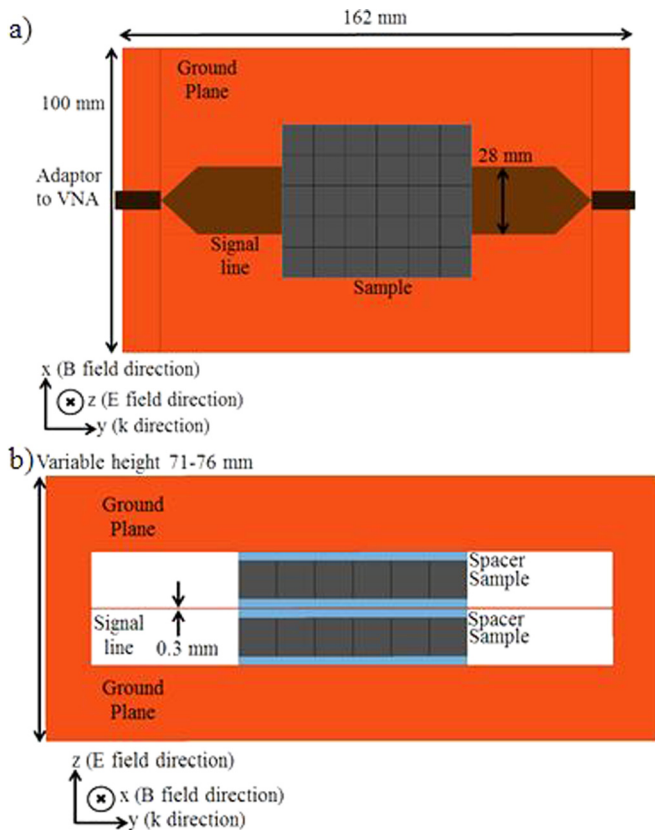 a)
162 mm
Ground
Plane
100 mm
28 mm
Adaptor
to VNA
Signal
line
Sample
x (B field direction)
z (E field direction)
y (k direction)
b)
Variable height 71-76 mm
Ground
Plane
Spacer
Sample
Signal
line
0.3 mm
Spacer
Sample
Ground
Plane
z (E field direction)
x (B field direction)
y (k direction)